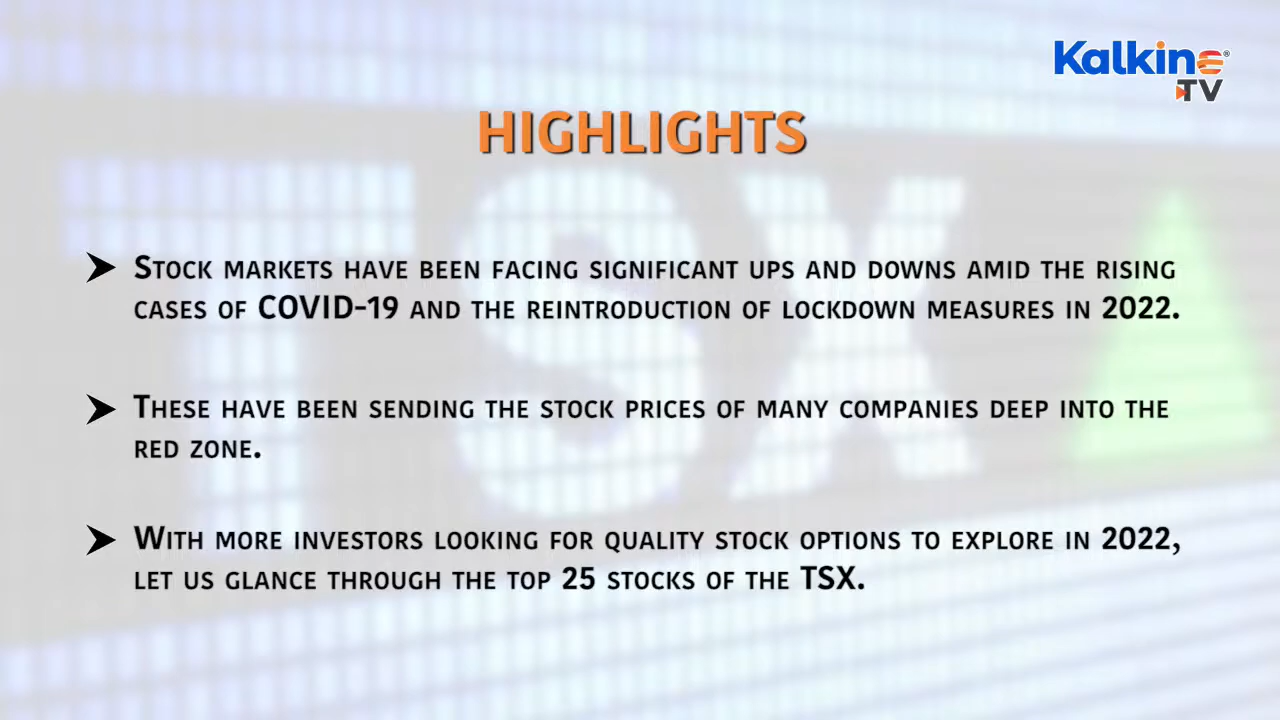 Kalkine®
TV
HIGHLIGHTS
STOCK MARKETS HAVE BEEN FACING SIGNIFICANT UPS AND DOWNS AMID THE RISING
CASES OF COVID-19 AND THE REINTRODUCTION OF LOCKDOWN MEASURES IN 2022.
THESE HAVE BEEN SENDING THE STOCK PRICES OF MANY COMPANIES DEEP INTO THE
RED ZONE.
WITH MORE INVESTORS LOOKING FOR QUALITY STOCK OPTIONS TO EXPLORE IN 2022,
LET US GLANCE THROUGH THE TOP 25 STOCKS OF THE TSX.
TSX